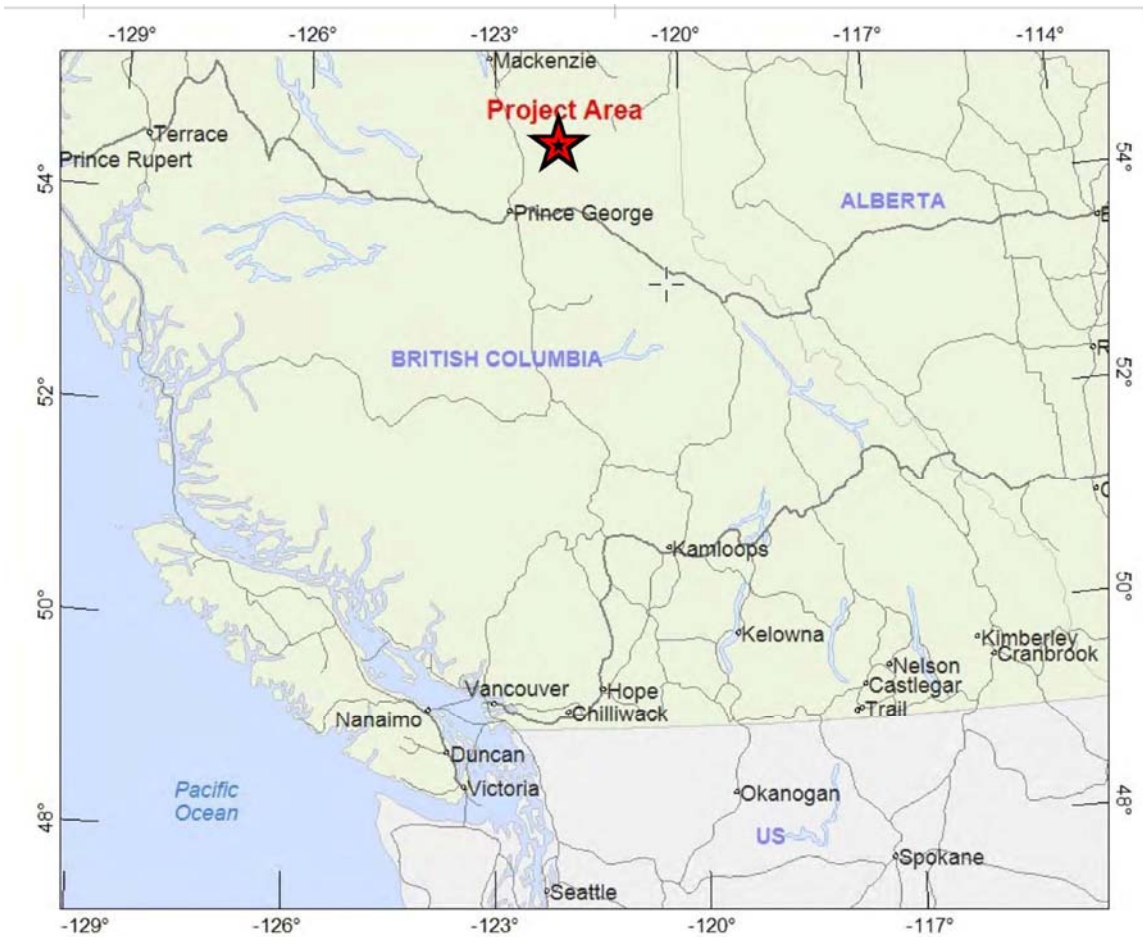 -129° -126° -123° -120° -117° -114°
Mackenzie
Project Area
Terrace
Prince Rupert
54° 54°
ALBERTA
Prince George
E
BRITISH COLUMBIA
R
52° 52°
C
Kamloops
50° 50°
Kelowna
Kimberley
Cranbrook
Nelson
Castlegar
Vancouver
Hope
Trail
Nanaimo
Chilliwack
Duncan
Pacific
Ocean
Victoria
Okanogan
48° 48°
US
Spokane
Seattle
-129° -126° -123° -120° -117°